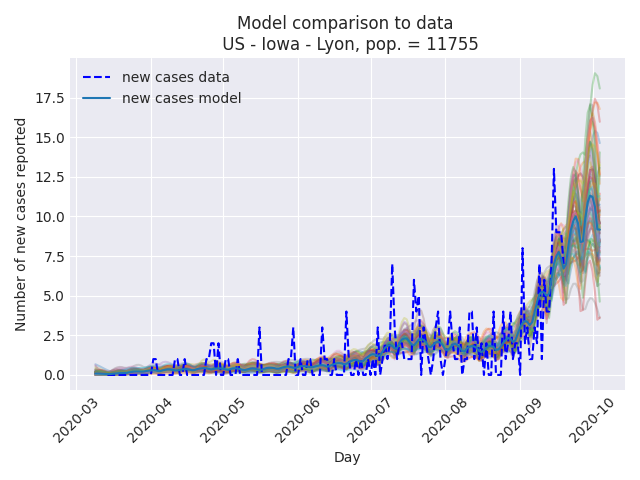 Model comparison to data
US - Iowa - Lyon, pop. = 11755
new cases data
new cases model
Number of new cases reported
17.5
15.0
12.5
10.0
7.5
5.0
2.5
0.0
2020-03
2020-04
2020-05
2020-06
2020-07
2020-08
2020-09
2020-10
Day